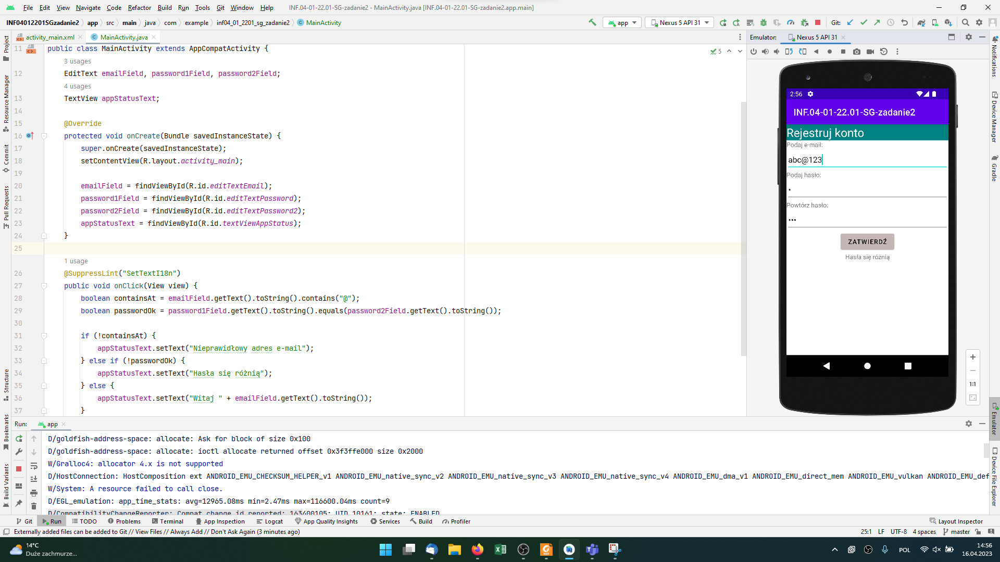 File Edit View Navigate Code Refactor Build Run Tools Git Window Help INF.04-01-22.01-SG-zadanie2 - MainActivity.java [INF.04-01-22.01-SG-zadanie2.app.main]
INF04012201SGzadanie2 app src main java com example inf04_01_2201_sg_zadanie2 MainActivity app Nexus 5 API 31 Git:
activity_main.xml MainActivity.java Emulator: Nexus 5 API 31
5
11 public class MainActivity extends AppCompatActivity {
3 usages
12 EditText emailField, password1Field, password2Field;
4 usages
13 TextView appStatusText;
14
15 @Override
16 protected void onCreate(Bundle savedInstanceState) {
17 super.onCreate(savedInstanceState);
18 setContentView(R.layout.activity_main);
19
20 emailField = findViewById(R.id.editTextEmail);
21 password1Field = findViewById(R.id.editTextPassword);
22 password2Field = findViewById(R.id.editTextPassword2);
23 appStatusText = findViewById(R.id.textViewAppStatus);
24 }
25
1 usage
26 @SuppressLint("SetTextI18n")
27 public void onClick(View view) {
28 boolean containsAt = emailField.getText().toString().contains("@");
29 boolean passwordOk = password1Field.getText().toString().equals(password2Field.getText().toString());
30
31 if (!containsAt) {
32 appStatusText.setText("Nieprawidłowy adres e-mail");
33 } else if (!passwordOk) {
34 appStatusText.setText("Hasła się różnią");
35 } else {
36 appStatusText.setText("Witaj " + emailField.getText().toString());
37 }
2:56
INF.04-01-22.01-SG-zadanie2
Rejestruj konto
Podaj e-mail:
abc@123
Podaj hasło:
•
Powtórz hasło:
•••
ZATWIERDŹ
Hasła się różnią
1:1
Project
Resource Manager
Commit
Pull Requests
Structure
Bookmarks
Build Variants
Notifications
Device Manager
Gradle
Emulator
Device File Explorer
Run: app
D/goldfish-address-space: allocate: Ask for block of size 0x100
D/goldfish-address-space: allocate: ioctl allocate returned offset 0x3f3ffe000 size 0x2000
W/Gralloc4: allocator 4.x is not supported
D/HostConnection: HostComposition ext ANDROID_EMU_CHECKSUM_HELPER_v1 ANDROID_EMU_native_sync_v2 ANDROID_EMU_native_sync_v3 ANDROID_EMU_native_sync_v4 ANDROID_EMU_dma_v1 ANDROID_EMU_direct_mem ANDROID_EMU_vulkan ANDROID_EMU_def
W/System: A resource failed to call close.
D/EGL_emulation: app_time_stats: avg=12965.08ms min=2.47ms max=116600.04ms count=9
D/CompatibilityChangeReporter: Compat change id reported: 163400105; UID 10161; state: ENABLED
Git Run TODO Problems Terminal App Inspection Logcat App Quality Insights Services Build Profiler Layout Inspector
Externally added files can be added to Git // View Files // Always Add // Don't Ask Again (3 minutes ago) 25:1 LF UTF-8 4 spaces master
14°C
Duże zachmurze...
POL
14:56
16.04.2023